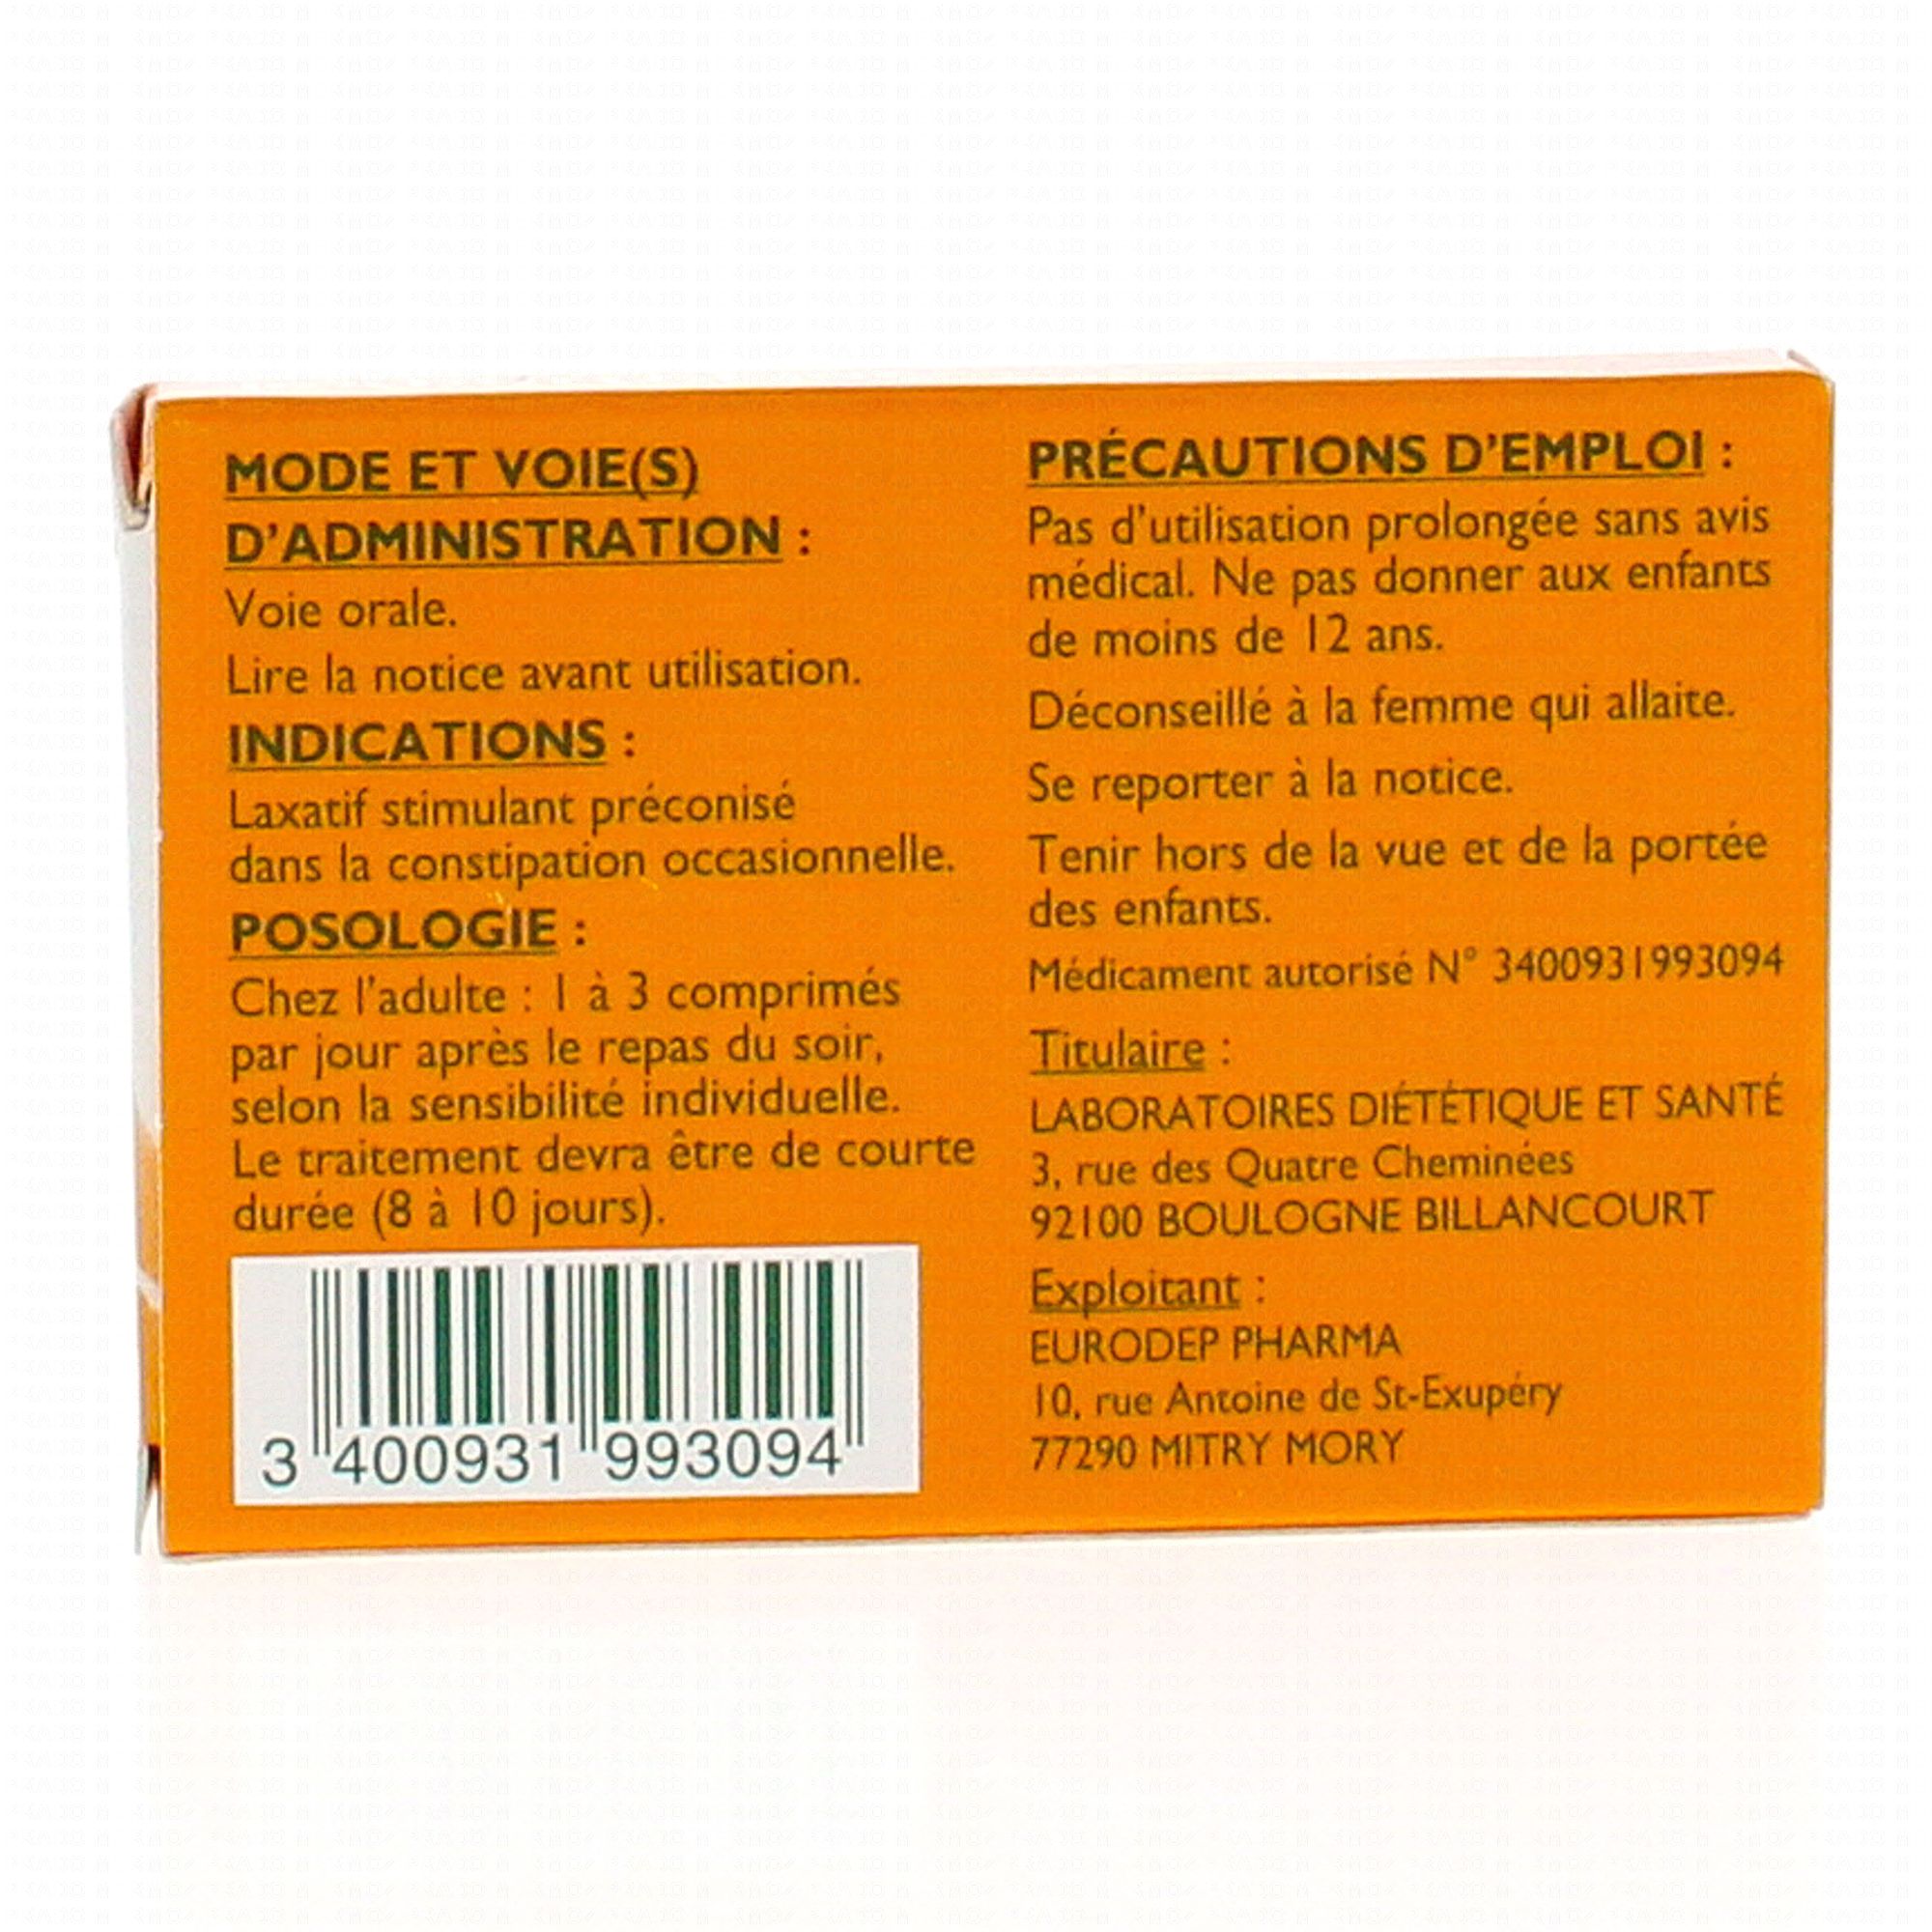 MODE ET VOIE(S)
D'ADMINISTRATION :
Voie orale.
Lire la notice avant utilisation.
INDICATIONS :
Laxatif stimulant préconisé
dans la constipation occasionnelle.
POSOLOGIE :
Chez l'adulte : 1 à 3 comprimés
par jour après le repas du soir,
selon la sensibilité individuelle.
Le traitement devra être de courte
durée (8 à 10 jours).
3 400931 993094
PRÉCAUTIONS D'EMPLOI :
Pas d'utilisation prolongée sans avis
médical. Ne pas donner aux enfants
de moins de 12 ans.
Déconseillé à la femme qui allaite.
Se reporter à la notice.
Tenir hors de la vue et de la portée
des enfants.
Médicament autorisé N° 3400931993094
Titulaire :
LABORATOIRES DIÉTÉTIQUE ET SANTÉ
3, rue des Quatre Cheminées
92100 BOULOGNE BILLANCOURT
Exploitant :
EURODEP PHARMA
10, rue Antoine de St-Exupéry
77290 MITRY MORY